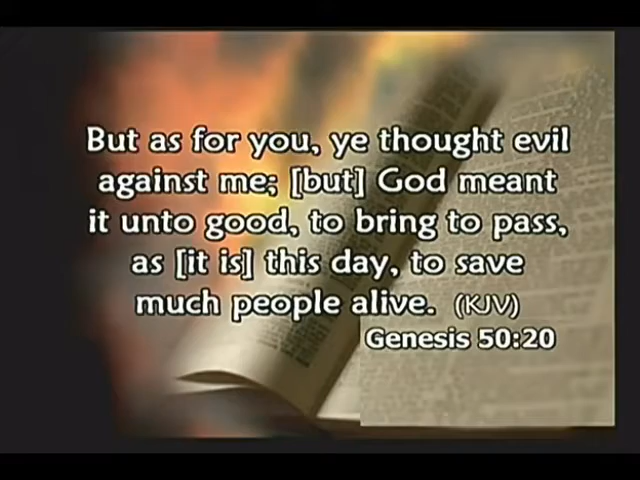 But as for you, ye thought evil
against me; [but] God meant
it unto good, to bring to pass,
as [it is] this day, to save
much people alive. (KJV)
Genesis 50:20